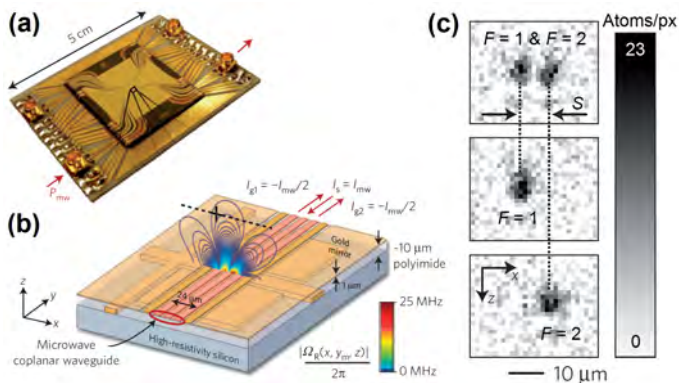 (a)
5 cm
P_mw
(b)
I_g1 = −I_mw/2
I_s = I_mw
I_g2 = −I_mw/2
Gold
mirror
-10 μm
polyimide
1 μm
24 μm
z
y
x
Microwave
coplanar waveguide
High-resistivity silicon
25 MHz
0 MHz
|Ω_R(x, y_m, z)|
2π
(c)
Atoms/px
23
0
F = 1 & F = 2
S
F = 1
x
z
F = 2
10 μm